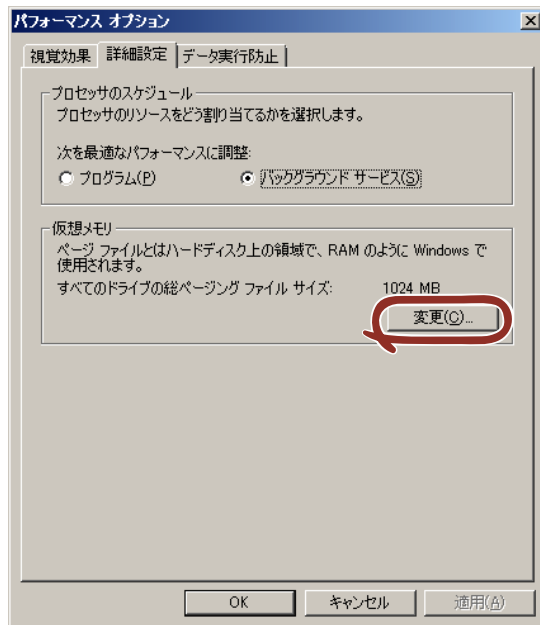 パフォーマンス オプション
視覚効果 詳細設定 データ実行防止
プロセッサのスケジュール
プロセッサのリソースをどう割り当てるかを選択します。
次を最適なパフォーマンスに調整:
プログラム(P) バックグラウンド サービス(S)
仮想メモリ
ページ ファイルとはハードディスク上の領域で、RAM のように Windows で
使用されます。
すべてのドライブの総ページング ファイル サイズ: 1024 MB
変更(C)...
OK キャンセル 適用(A)